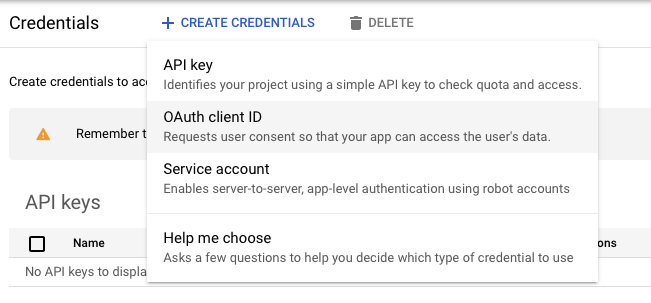 Credentials
+ CREATE CREDENTIALS
DELETE
API key
Identifies your project using a simple API key to check quota and access.
Create credentials to
OAuth client ID
Requests user consent so that your app can access the user's data.
Remember
Service account
Enables server-to-server, app-level authentication using robot accounts
API keys
Help me choose
Asks a few questions to help you decide which type of credential to use
Name
No API keys to